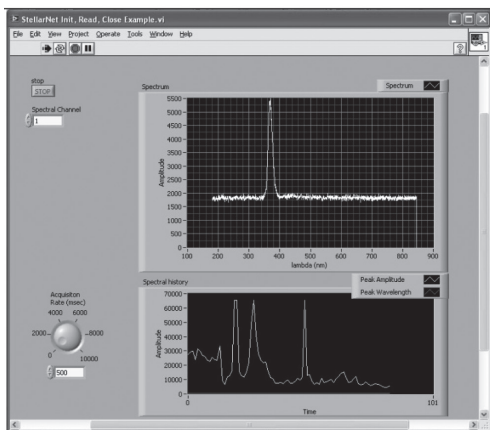 StellarNet Init, Read, Close Example.vi
File Edit View Project Operate Tools Window Help
stop
STOP
Spectral Channel
1
Spectrum
Spectrum
5500
5000
4500
4000
3500
3000
2500
2000
1500
1000
500
0
Amplitude
100 200 300 400 500 600 700 800 900
lambda (nm)
Acquisiton
Rate (msec)
4000 6000
2000 8000
0 10000
500
Spectral history
Peak Amplitude
Peak Wavelength
70000
60000
50000
40000
30000
20000
10000
0
Amplitude
0 101
Time